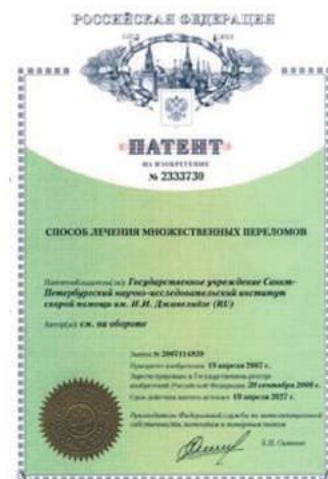 РОССИЙСКАЯ ФЕДЕРАЦИЯ
ПАТЕНТ
НА ИЗОБРЕТЕНИЕ
№ 2333730
СПОСОБ ЛЕЧЕНИЯ МНОЖЕСТВЕННЫХ ПЕРЕЛОМОВ
Патентообладатель(ли): Государственное учреждение Санкт-
Петербургский научно-исследовательский институт
скорой помощи им. И.И. Джанелидзе (RU)
Автор(ы): см. на обороте
Заявка № 2007114839
Приоритет изобретения 19 апреля 2007 г.
Зарегистрировано в Государственном реестре
изобретений Российской Федерации 20 сентября 2008 г.
Срок действия патента истекает 19 апреля 2027 г.
Руководитель Федеральной службы по интеллектуальной
собственности, патентам и товарным знакам
Б.П. Симонов